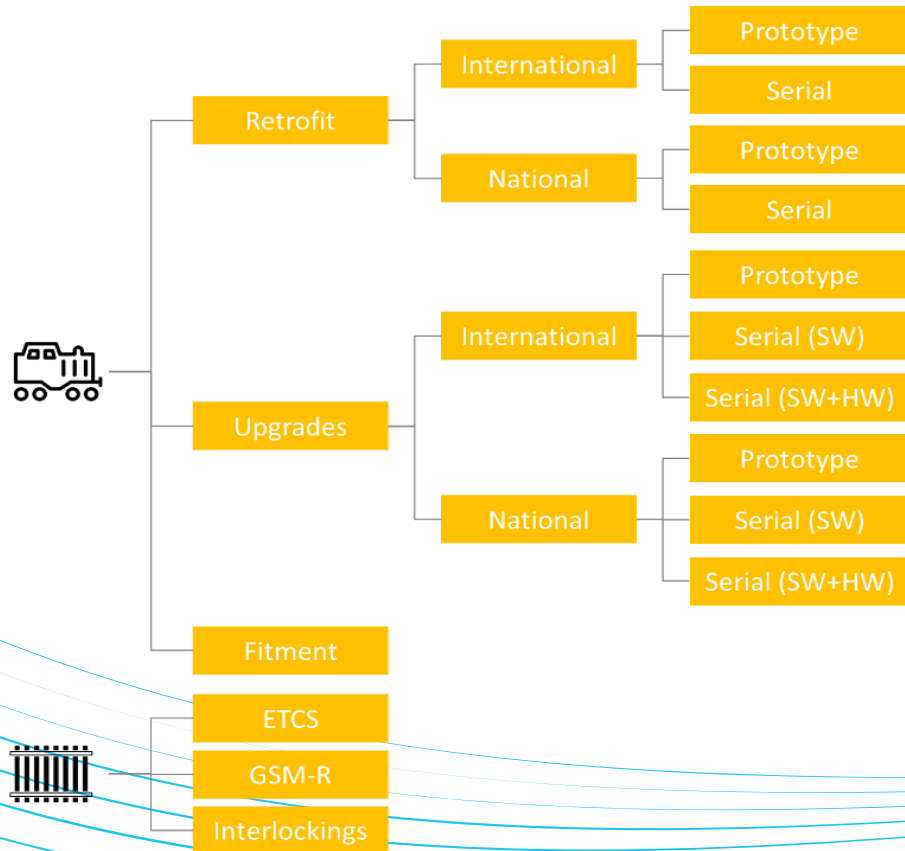 Retrofit
International
Prototype
Serial
National
Prototype
Serial
Upgrades
International
Prototype
Serial (SW)
Serial (SW+HW)
National
Prototype
Serial (SW)
Serial (SW+HW)
Fitment
ETCS
GSM-R
Interlockings